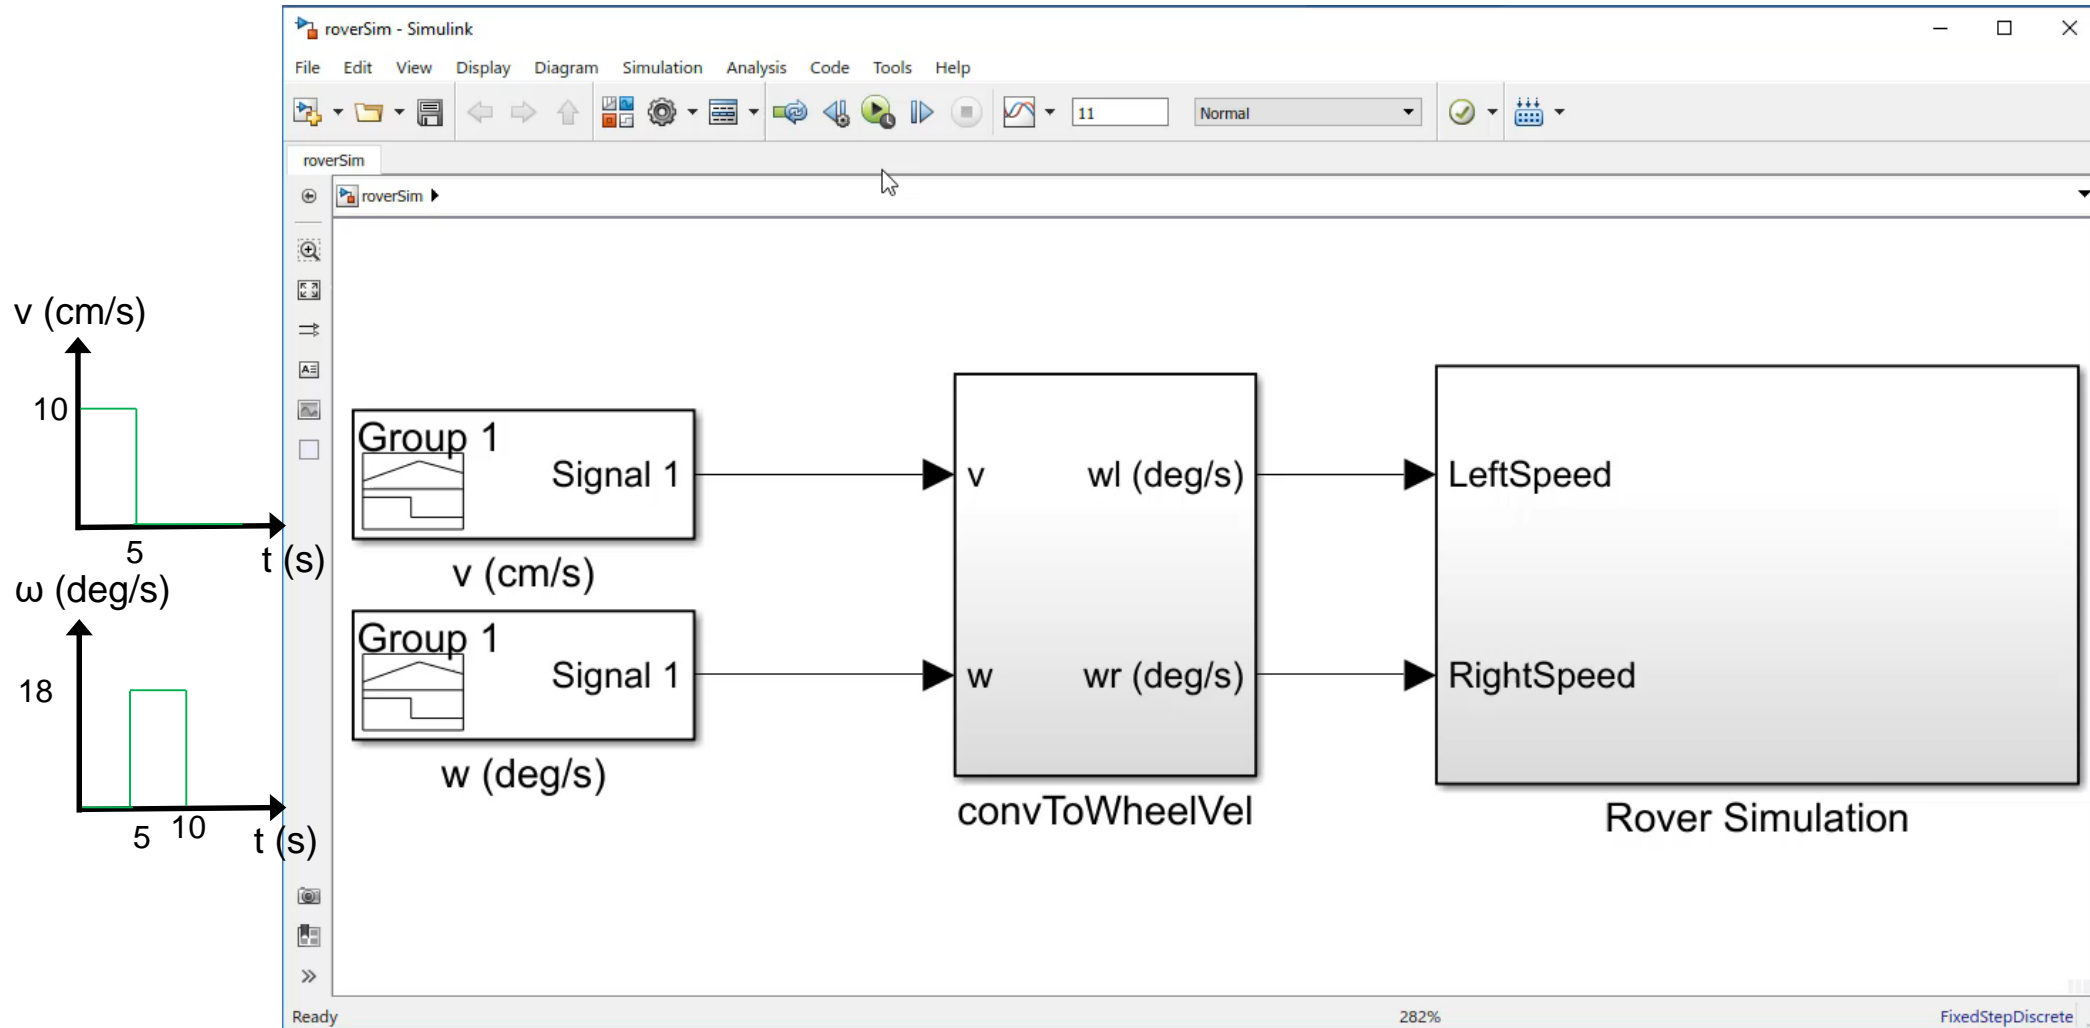 roverSim - Simulink
File Edit View Display Diagram Simulation Analysis Code Tools Help
11 Normal
roverSim
roverSim
v (cm/s)
10
5
t (s)
ω (deg/s)
18
5
10
t (s)
Group 1
Signal 1
v (cm/s)
Group 1
Signal 1
w (deg/s)
v
wl (deg/s)
w
wr (deg/s)
convToWheelVel
LeftSpeed
RightSpeed
Rover Simulation
Ready 282% FixedStepDiscrete